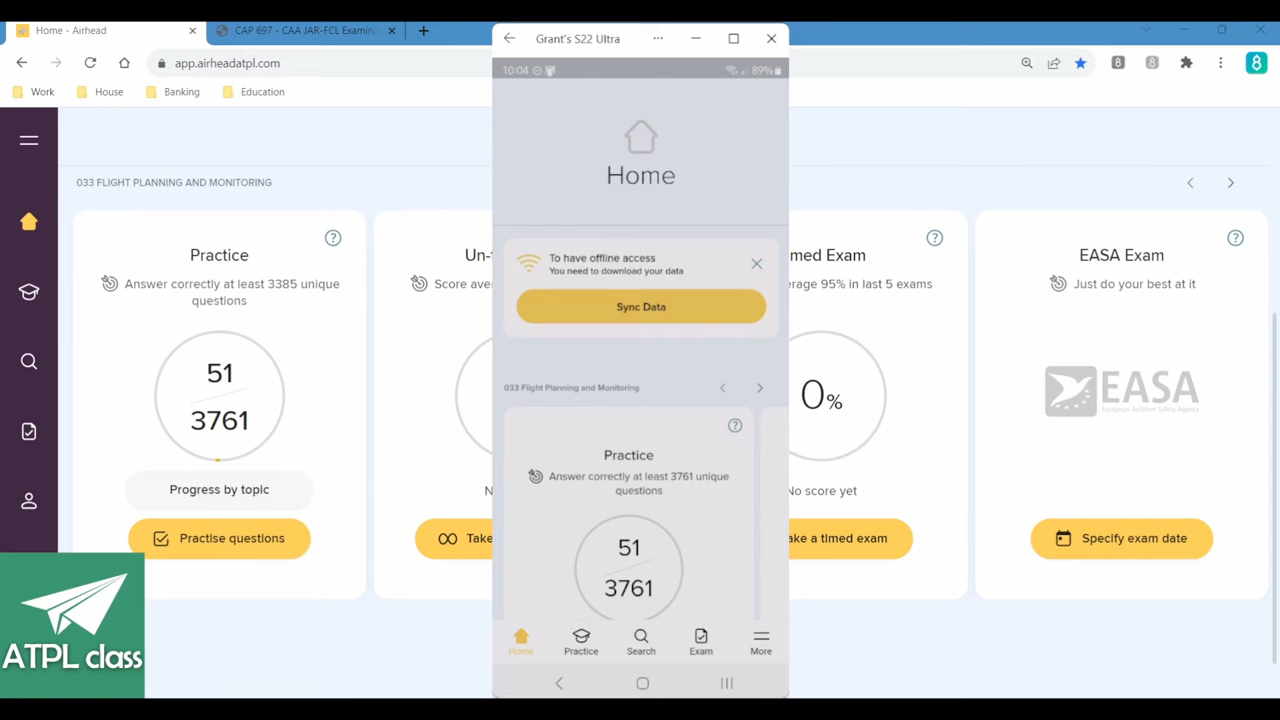 Home - Airhead
CAP 697 - CAA JAR-FCL Examin
app.airheadatpl.com
Work
House
Banking
Education
Grant's S22 Ultra
10:04
89%
Home
To have offline access
You need to download your data
Sync Data
033 Flight Planning and Monitoring
Practice
Answer correctly at least 3761 unique
questions
51
3761
Home
Practice
Search
Exam
More
033 FLIGHT PLANNING AND MONITORING
Practice
Answer correctly at least 3385 unique
questions
51
3761
Progress by topic
Practise questions
Un-t
Score aver
N
Take
med Exam
erage 95% in last 5 exams
0%
No score yet
ake a timed exam
EASA Exam
Just do your best at it
EASA
European Aviation Safety Agency
Specify exam date
ATPL class